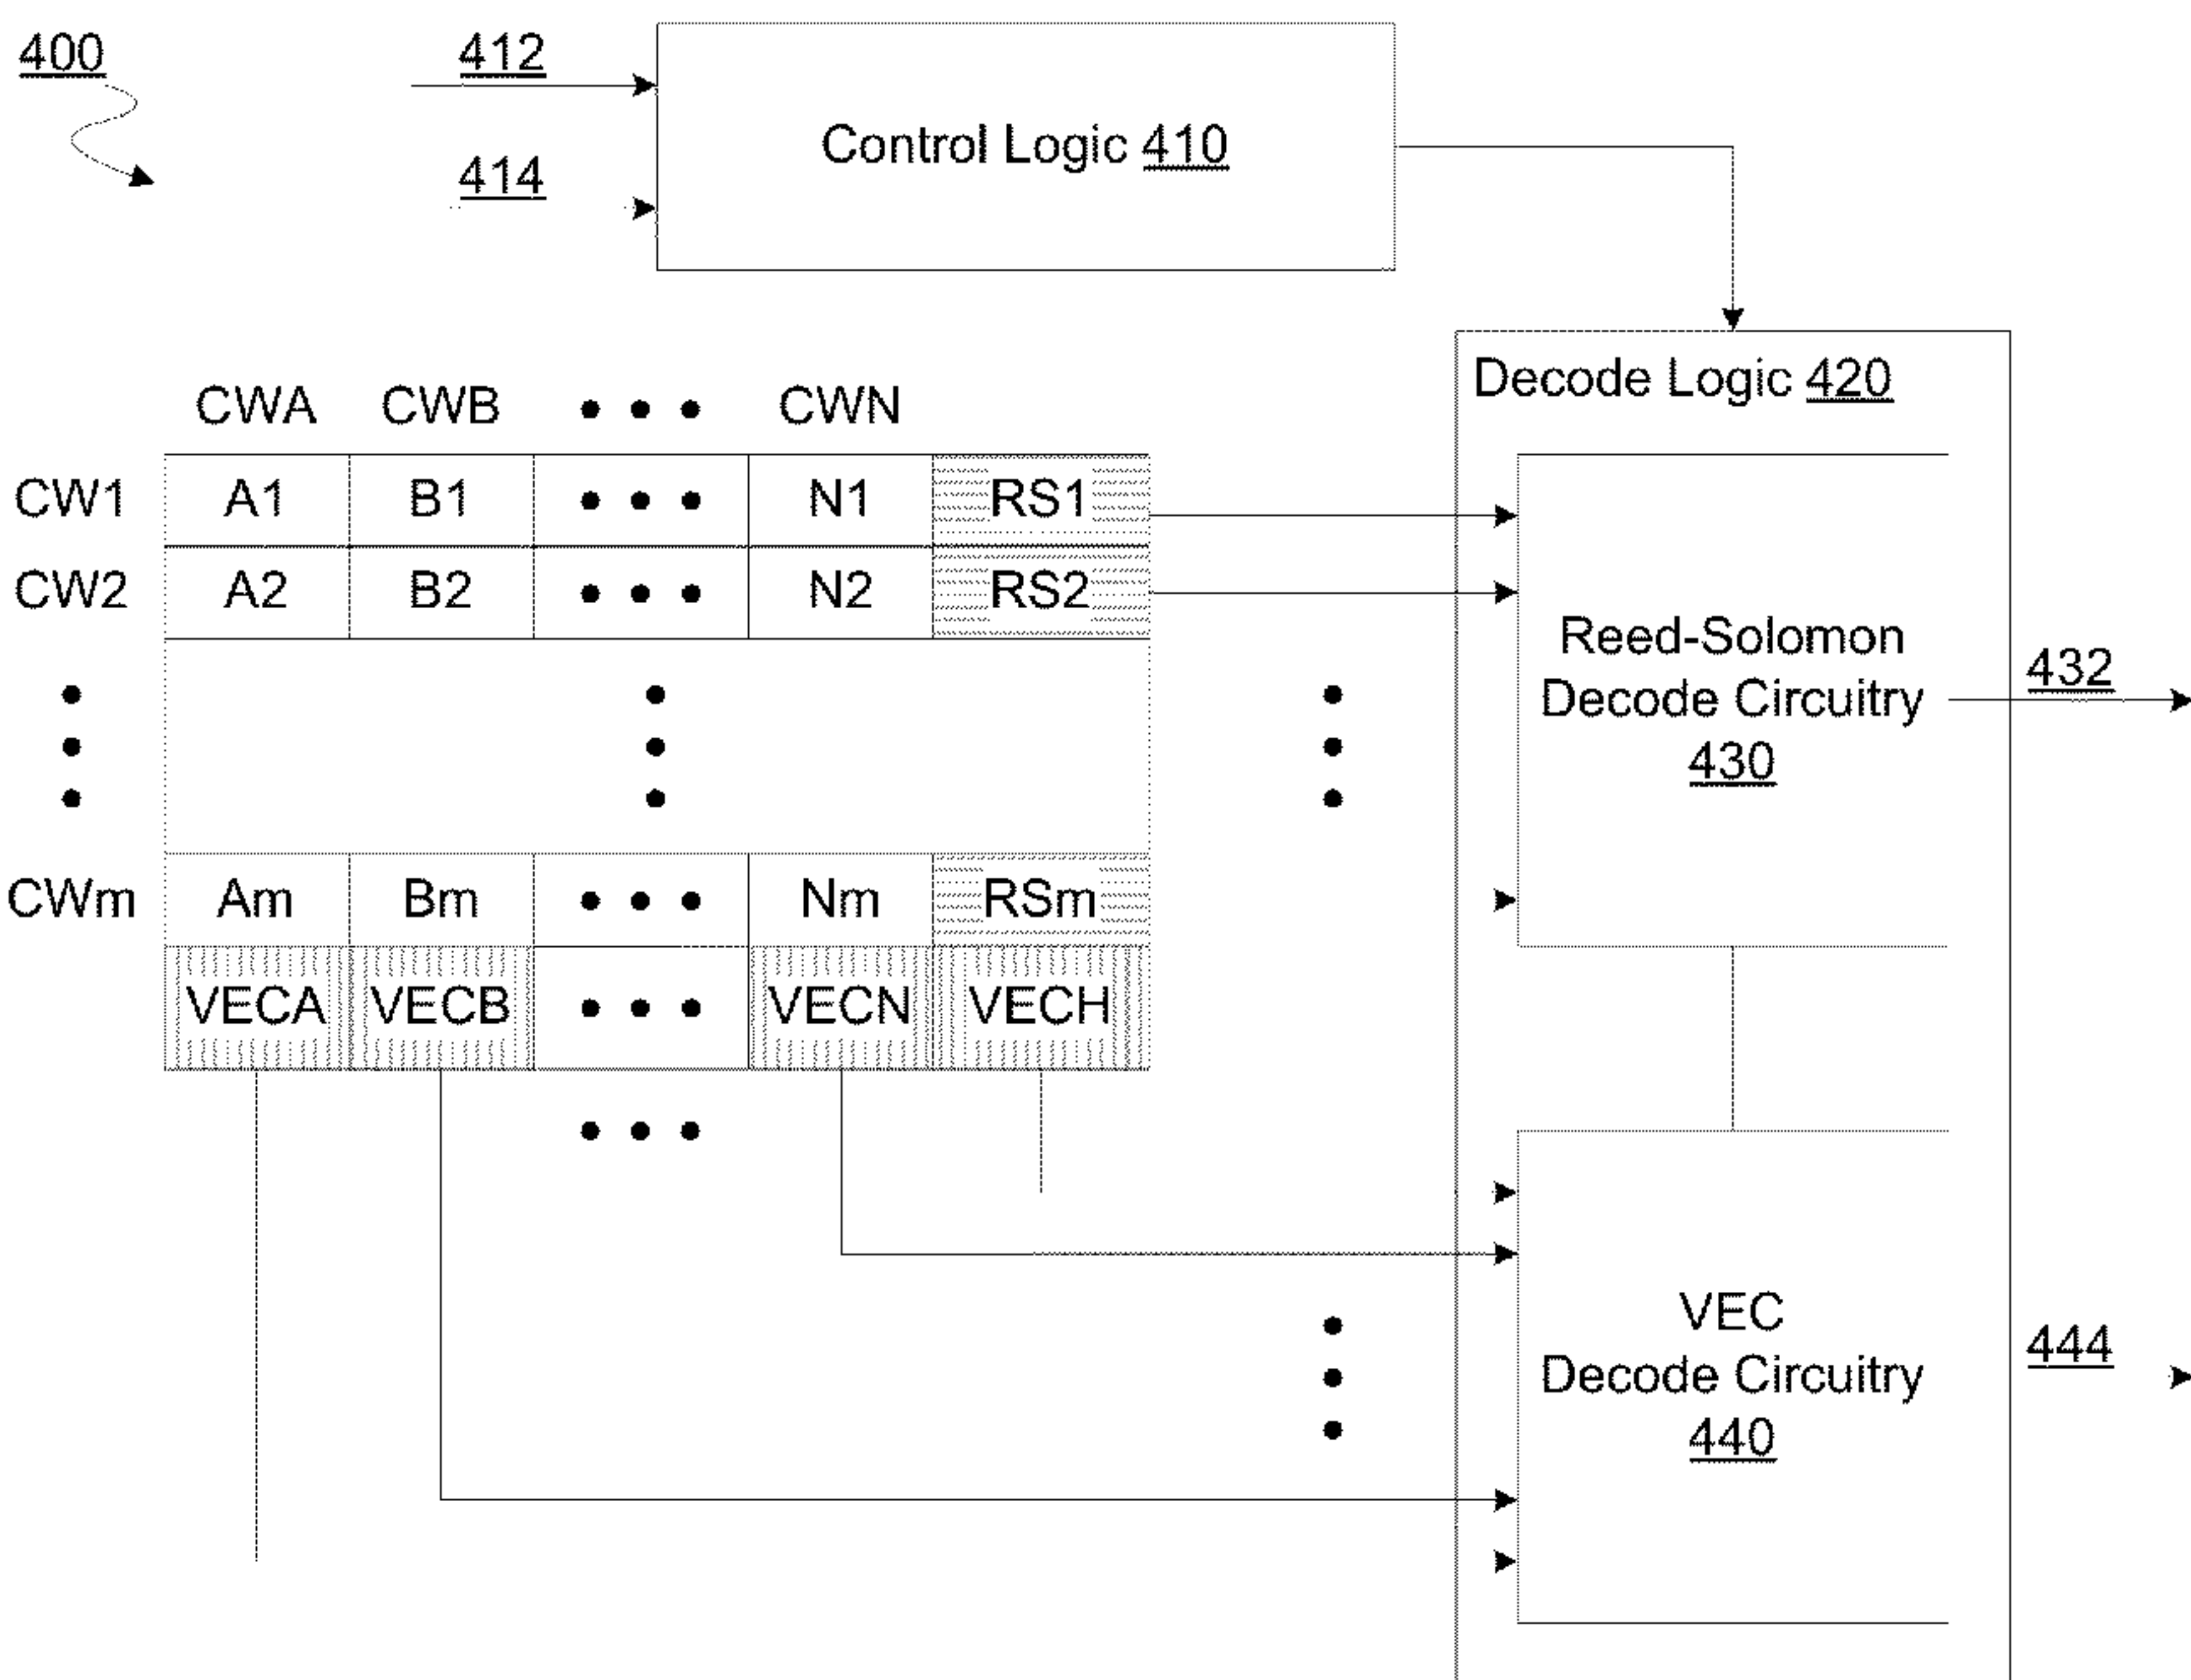 400
412
414
Control Logic 410
Decode Logic 420
CWA CWB • • • CWN
CW1 A1 B1 • • • N1 RS1
CW2 A2 B2 • • • N2 RS2
Reed-Solomon
Decode Circuitry
430
432
CWm Am Bm • • • Nm RSm
VECA VECB • • • VECN VECH
VEC
Decode Circuitry
440
444